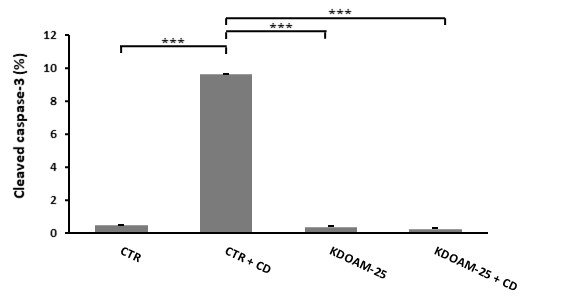 ***
***
***
Cleaved caspase-3 (%)
12
10
8
6
4
2
0
CTR
CTR + CD
KDOAM-25
KDOAM-25 + CD